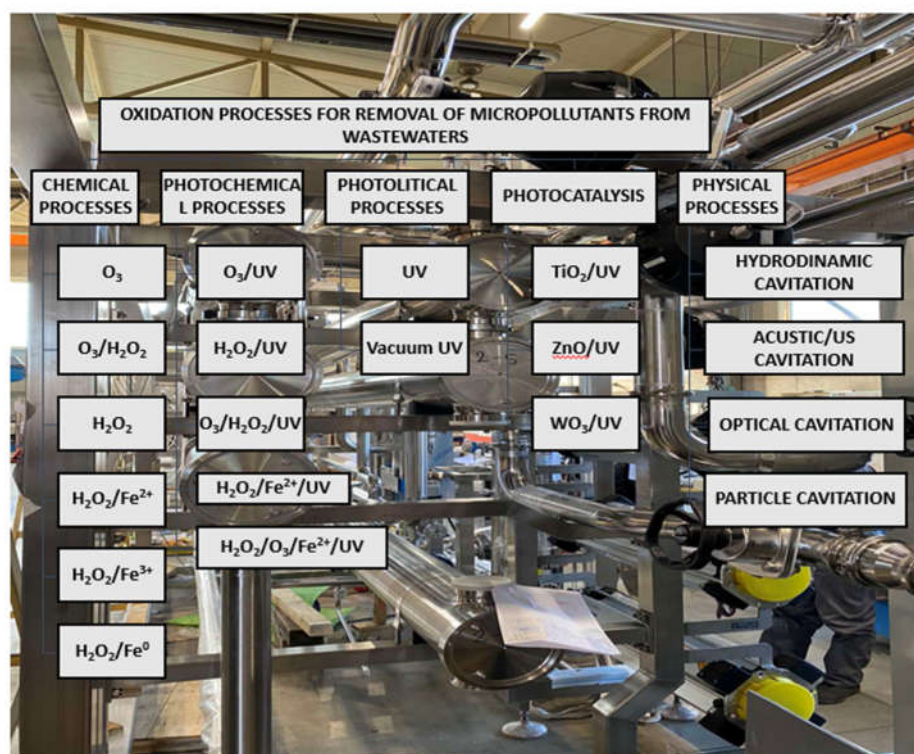 OXIDATION PROCESSES FOR REMOVAL OF MICROPOLLUTANTS FROM
WASTEWATERS
CHEMICAL
PROCESSES
PHOTOCHEMICA
L PROCESSES
PHOTOLITICAL
PROCESSES
PHOTOCATALYSIS
PHYSICAL
PROCESSES
O₃
O₃/UV
UV
TiO₂/UV
HYDRODINAMIC
CAVITATION
O₃/H₂O₂
H₂O₂/UV
Vacuum UV
ZnO/UV
ACUSTIC/US
CAVITATION
H₂O₂
O₃/H₂O₂/UV
WO₃/UV
OPTICAL CAVITATION
H₂O₂/Fe²⁺
H₂O₂/Fe²⁺/UV
PARTICLE CAVITATION
H₂O₂/Fe³⁺
H₂O₂/O₃/Fe²⁺/UV
H₂O₂/Fe⁰